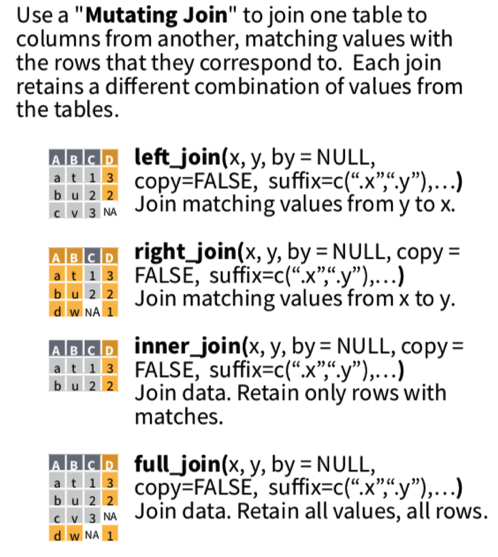 Use a "Mutating Join" to join one table to
columns from another, matching values with
the rows that they correspond to.  Each join
retains a different combination of values from
the tables.
A B C D
a t 1 3
b u 2 2
c v 3 NA
left_join(x, y, by = NULL,
copy=FALSE,  suffix=c(“.x”,“.y”),…)
Join matching values from y to x.
A B C D
a t 1 3
b u 2 2
d w NA 1
right_join(x, y, by = NULL, copy =
FALSE,  suffix=c(“.x”,“.y”),…)
Join matching values from x to y.
A B C D
a t 1 3
b u 2 2
inner_join(x, y, by = NULL, copy =
FALSE,  suffix=c(“.x”,“.y”),…)
Join data. Retain only rows with
matches.
A B C D
a t 1 3
b u 2 2
c v 3 NA
d w NA 1
full_join(x, y, by = NULL,
copy=FALSE,  suffix=c(“.x”,“.y”),…)
Join data. Retain all values, all rows.